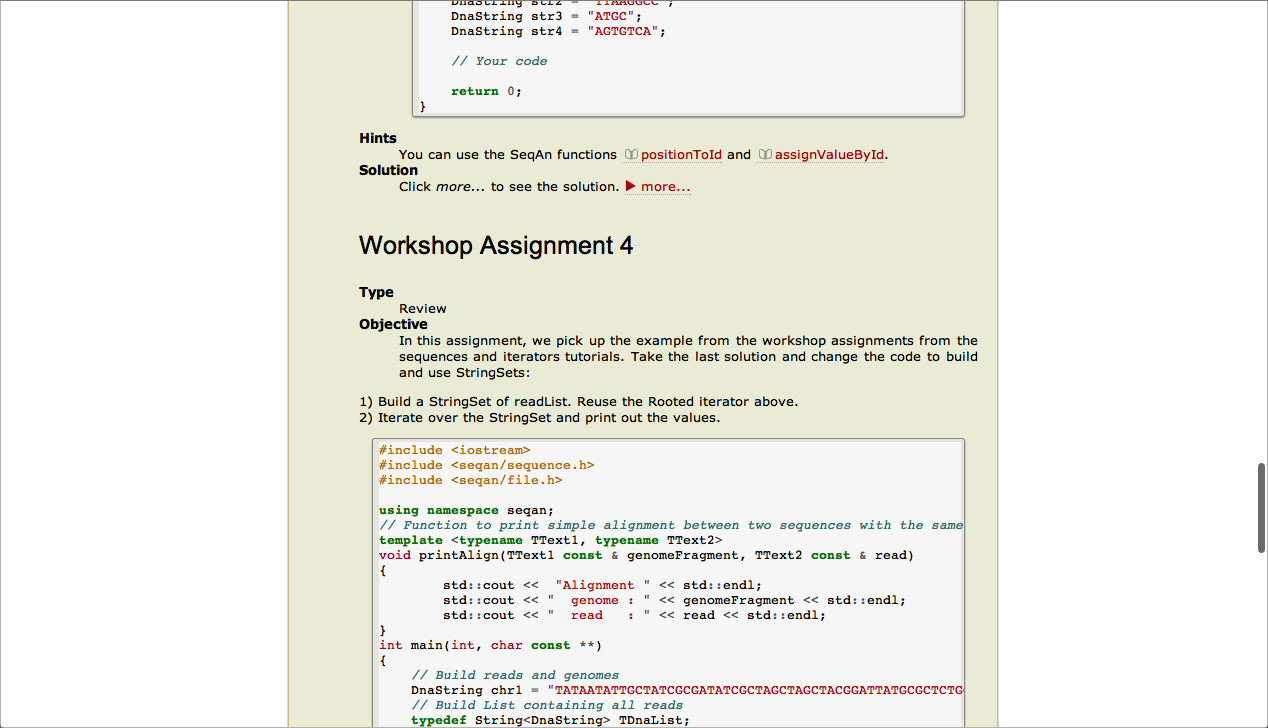 DnaString str2 = "TTAAGGCC";
DnaString str3 = "ATGC";
DnaString str4 = "AGTGTCA";
// Your code
return 0;
}
Hints
You can use the SeqAn functions positionToId and assignValueById.
Solution
Click more... to see the solution. ▶ more...
Workshop Assignment 4
Type
Review
Objective
In this assignment, we pick up the example from the workshop assignments from the
sequences and iterators tutorials. Take the last solution and change the code to build
and use StringSets:
1) Build a StringSet of readList. Reuse the Rooted iterator above.
2) Iterate over the StringSet and print out the values.
#include <iostream>
#include <seqan/sequence.h>
#include <seqan/file.h>
using namespace seqan;
// Function to print simple alignment between two sequences with the same
template <typename TText1, typename TText2>
void printAlign(TText1 const & genomeFragment, TText2 const & read)
{
std::cout << "Alignment " << std::endl;
std::cout << " genome : " << genomeFragment << std::endl;
std::cout << " read : " << read << std::endl;
}
int main(int, char const **)
{
// Build reads and genomes
DnaString chr1 = "TATAATATTGCTATCGCGATATCGCTAGCTAGCTACGGATTATGCGCTCTG
// Build List containing all reads
typedef String<DnaString> TDnaList;